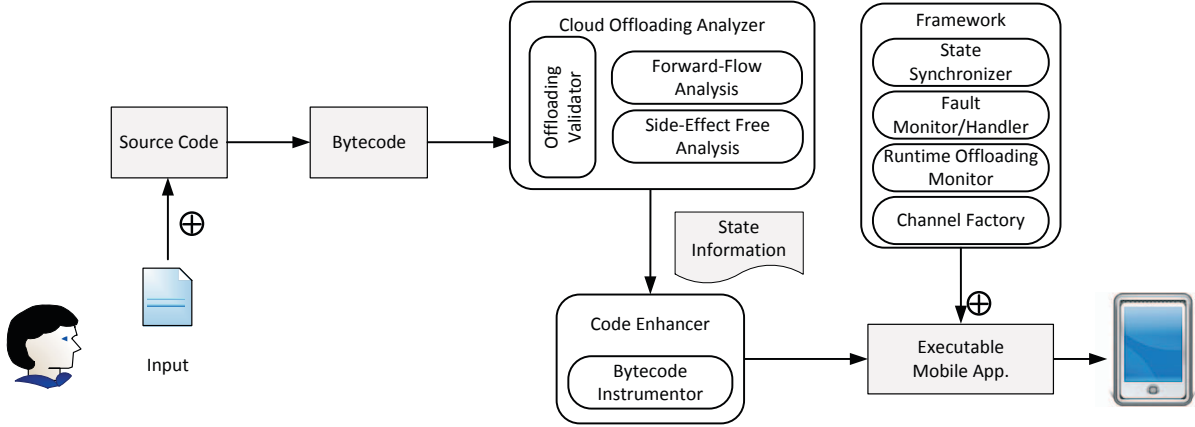 Cloud Offloading Analyzer
Offloading
Validator
Forward-Flow
Analysis
Side-Effect Free
Analysis
Framework
State
Synchronizer
Fault
Monitor/Handler
Runtime Offloading
Monitor
Channel Factory
Source Code
Bytecode
State
Information
Input
Code Enhancer
Bytecode
Instrumentor
Executable
Mobile App.